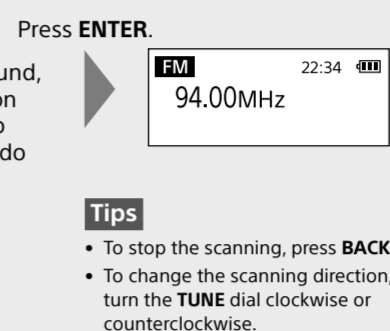 Press ENTER.
und,
on
do
FM 22:34
94.00MHz
Tips
• To stop the scanning, press BACK
• To change the scanning direction,
turn the TUNE dial clockwise or
counterclockwise.